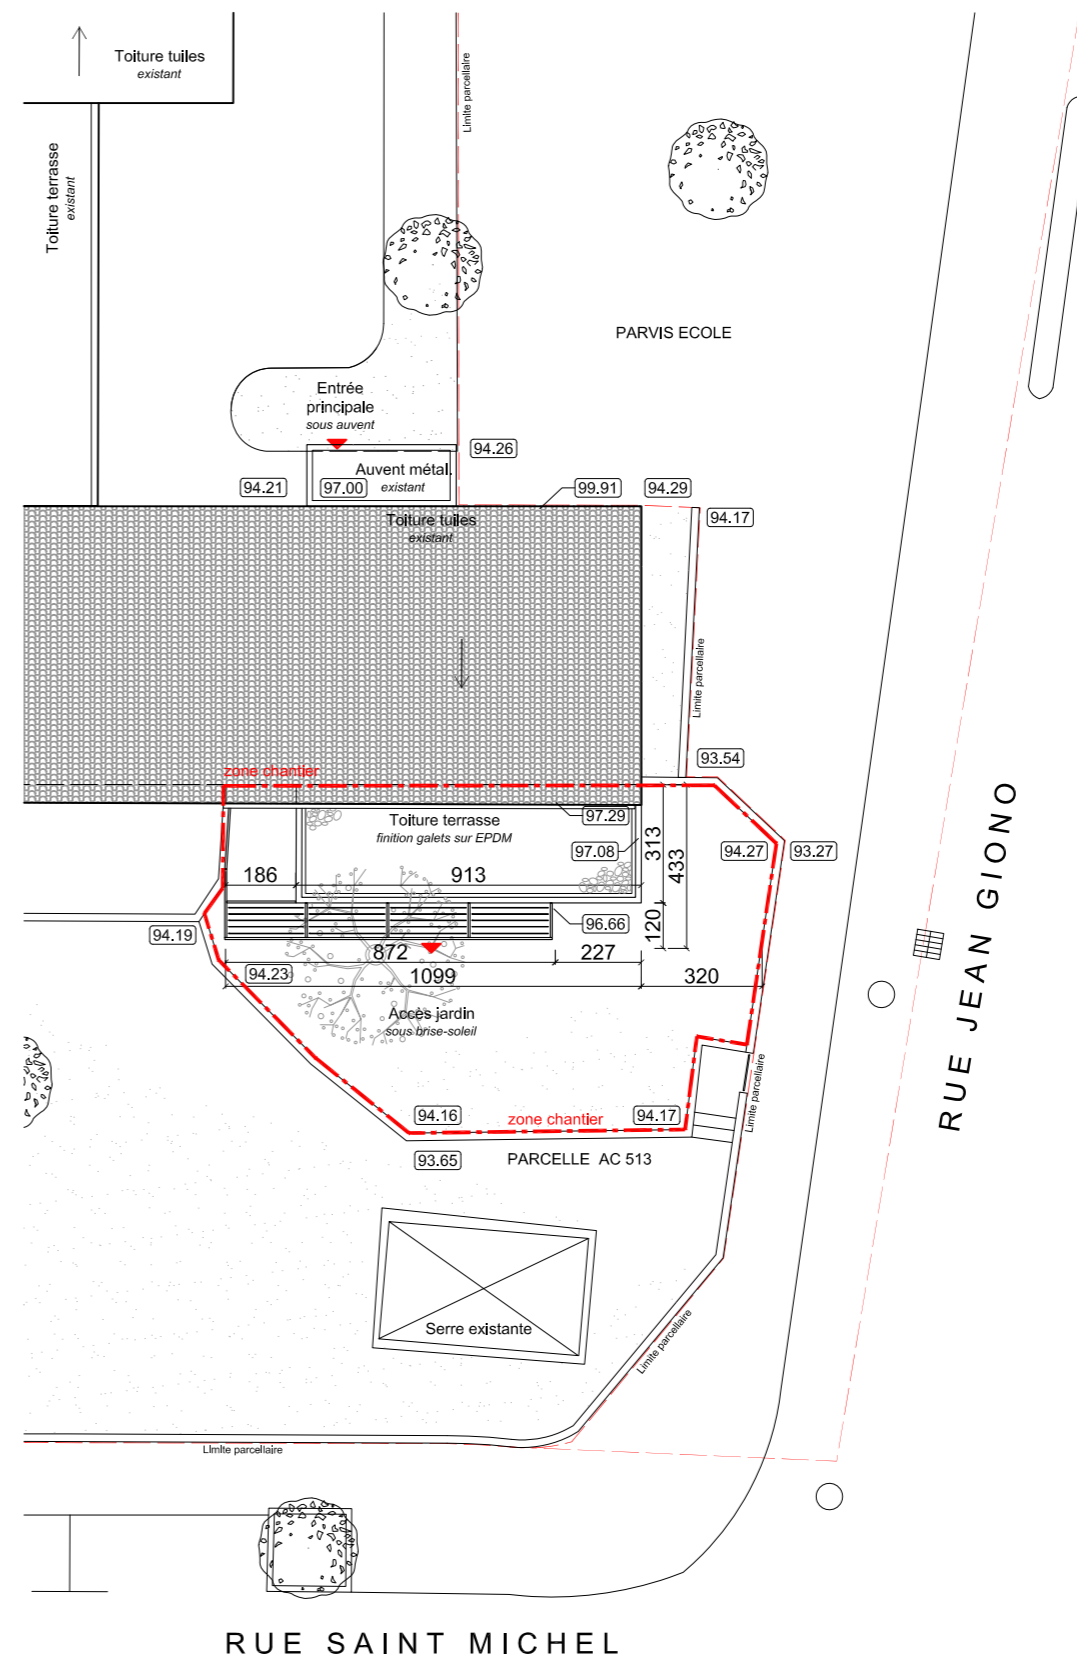 Toiture tuiles
existant
Toiture terrasse
existant
Limite parcellaire
PARVIS ECOLE
Entrée
principale
sous auvent
94.26
Auvent métal.
existant
94.21
97.00
99.91
94.29
94.17
Toiture tuiles
existant
Limite parcellaire
93.54
zone chantier
97.29
Toiture terrasse
finition galets sur EPDM
97.08
313
433
94.27
93.27
186
913
120
96.66
94.19
872
227
94.23
1099
320
Accès jardin
sous brise-soleil
RUE JEAN GIONO
94.16
zone chantier
94.17
Limite parcellaire
93.65
PARCELLE AC 513
Serre existante
Limite parcellaire
Limite parcellaire
RUE SAINT MICHEL